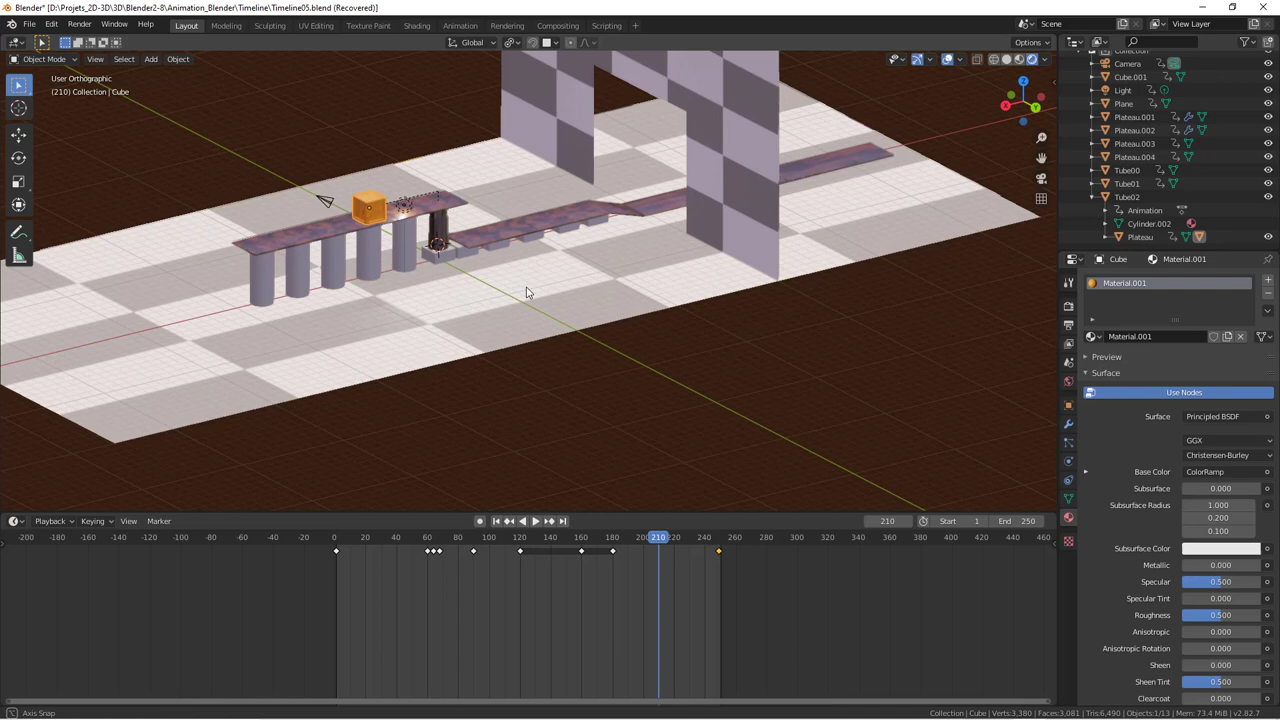 Blender* [D:\Projets_2D-3D\3D\Blender2-8\Animation_Blender\Timeline\Timeline05.blend (Recovered)]
File Edit Render Window Help Layout Modeling Sculpting UV Editing Texture Paint Shading Animation Rendering Compositing Scripting Scene View Layer
Global Options
Object Mode View Select Add Object
User Orthographic
(210) Collection | Cube
Z
Y
X
Collection
Camera
Cube.001
Light
Plane
Plateau.001
Plateau.002
Plateau.003
Plateau.004
Tube00
Tube01
Tube02
Animation
Cylinder.002
Plateau
Cube Material.001
Material.001
Material.001
Preview
Surface
Use Nodes
Surface Principled BSDF
GGX
Christensen-Burley
Base Color ColorRamp
Subsurface 0.000
Subsurface Radius 1.000
0.200
0.100
Subsurface Color
Metallic 0.000
Specular 0.500
Specular Tint 0.000
Roughness 0.500
Anisotropic 0.000
Anisotropic Rotation 0.000
Sheen 0.000
Sheen Tint 0.500
Clearcoat 0.000
Playback Keying View Marker 210 Start 1 End 250
-200 -180 -160 -140 -120 -100 -80 -60 -40 -20 0 20 40 60 80 100 120 140 160 180 200 210 240 260 280 300 320 340 360 380 400 420 440 460
Axis Snap Collection | Cube | Verts:3,380 | Faces:3,081 | Tris:6,490 | Objects:1/13 | Mem: 73.4 MiB | v2.82.7